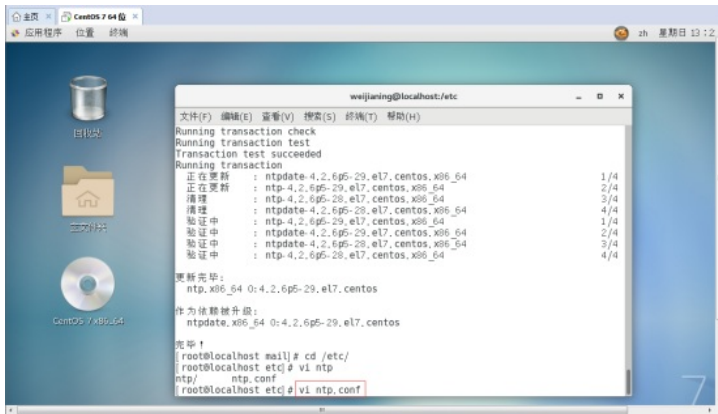 主页 × CentOS 7 64 位 ×
应用程序 位置 终端 zh 星期日 13:2
回收站
主文件夹
CentOS 7 x86_64
weijianing@localhost:/etc
文件(F) 编辑(E) 查看(V) 搜索(S) 终端(T) 帮助(H)
Running transaction check
Running transaction test
Transaction test succeeded
Running transaction
正在更新 : ntpdate-4.2.6p5-29.el7.centos.x86_64 1/4
正在更新 : ntp-4.2.6p5-29.el7.centos.x86_64 2/4
清理 : ntp-4.2.6p5-28.el7.centos.x86_64 3/4
清理 : ntpdate-4.2.6p5-28.el7.centos.x86_64 4/4
验证中 : ntp-4.2.6p5-29.el7.centos.x86_64 1/4
验证中 : ntpdate-4.2.6p5-29.el7.centos.x86_64 2/4
验证中 : ntpdate-4.2.6p5-28.el7.centos.x86_64 3/4
验证中 : ntp-4.2.6p5-28.el7.centos.x86_64 4/4
更新完毕:
ntp.x86_64 0:4.2.6p5-29.el7.centos
作为依赖被升级:
ntpdate.x86_64 0:4.2.6p5-29.el7.centos
完毕！
[root@localhost mail]# cd /etc/
[root@localhost etc]# vi ntp
ntp/ ntp.conf
[root@localhost etc]# vi ntp.conf
7